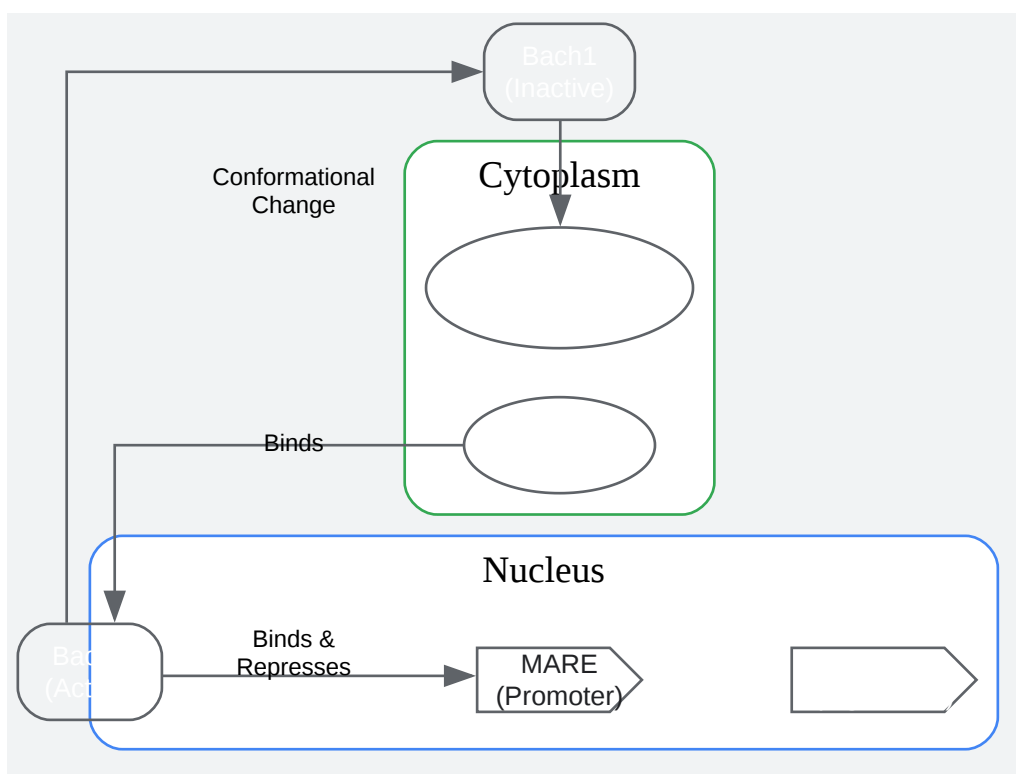 Bach1
(Inactive)
Cytoplasm
Conformational
Change
Binds
Nucleus
Binds &
Represses
MARE
(Promoter)